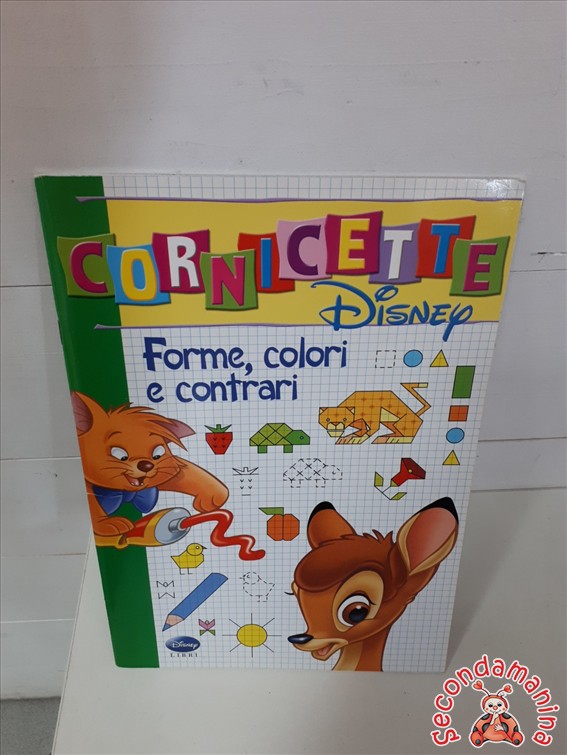 CORNICETTE
DISNEY
Forme, colori
e contrari
DISNEY
LIBRI
Secondamanina